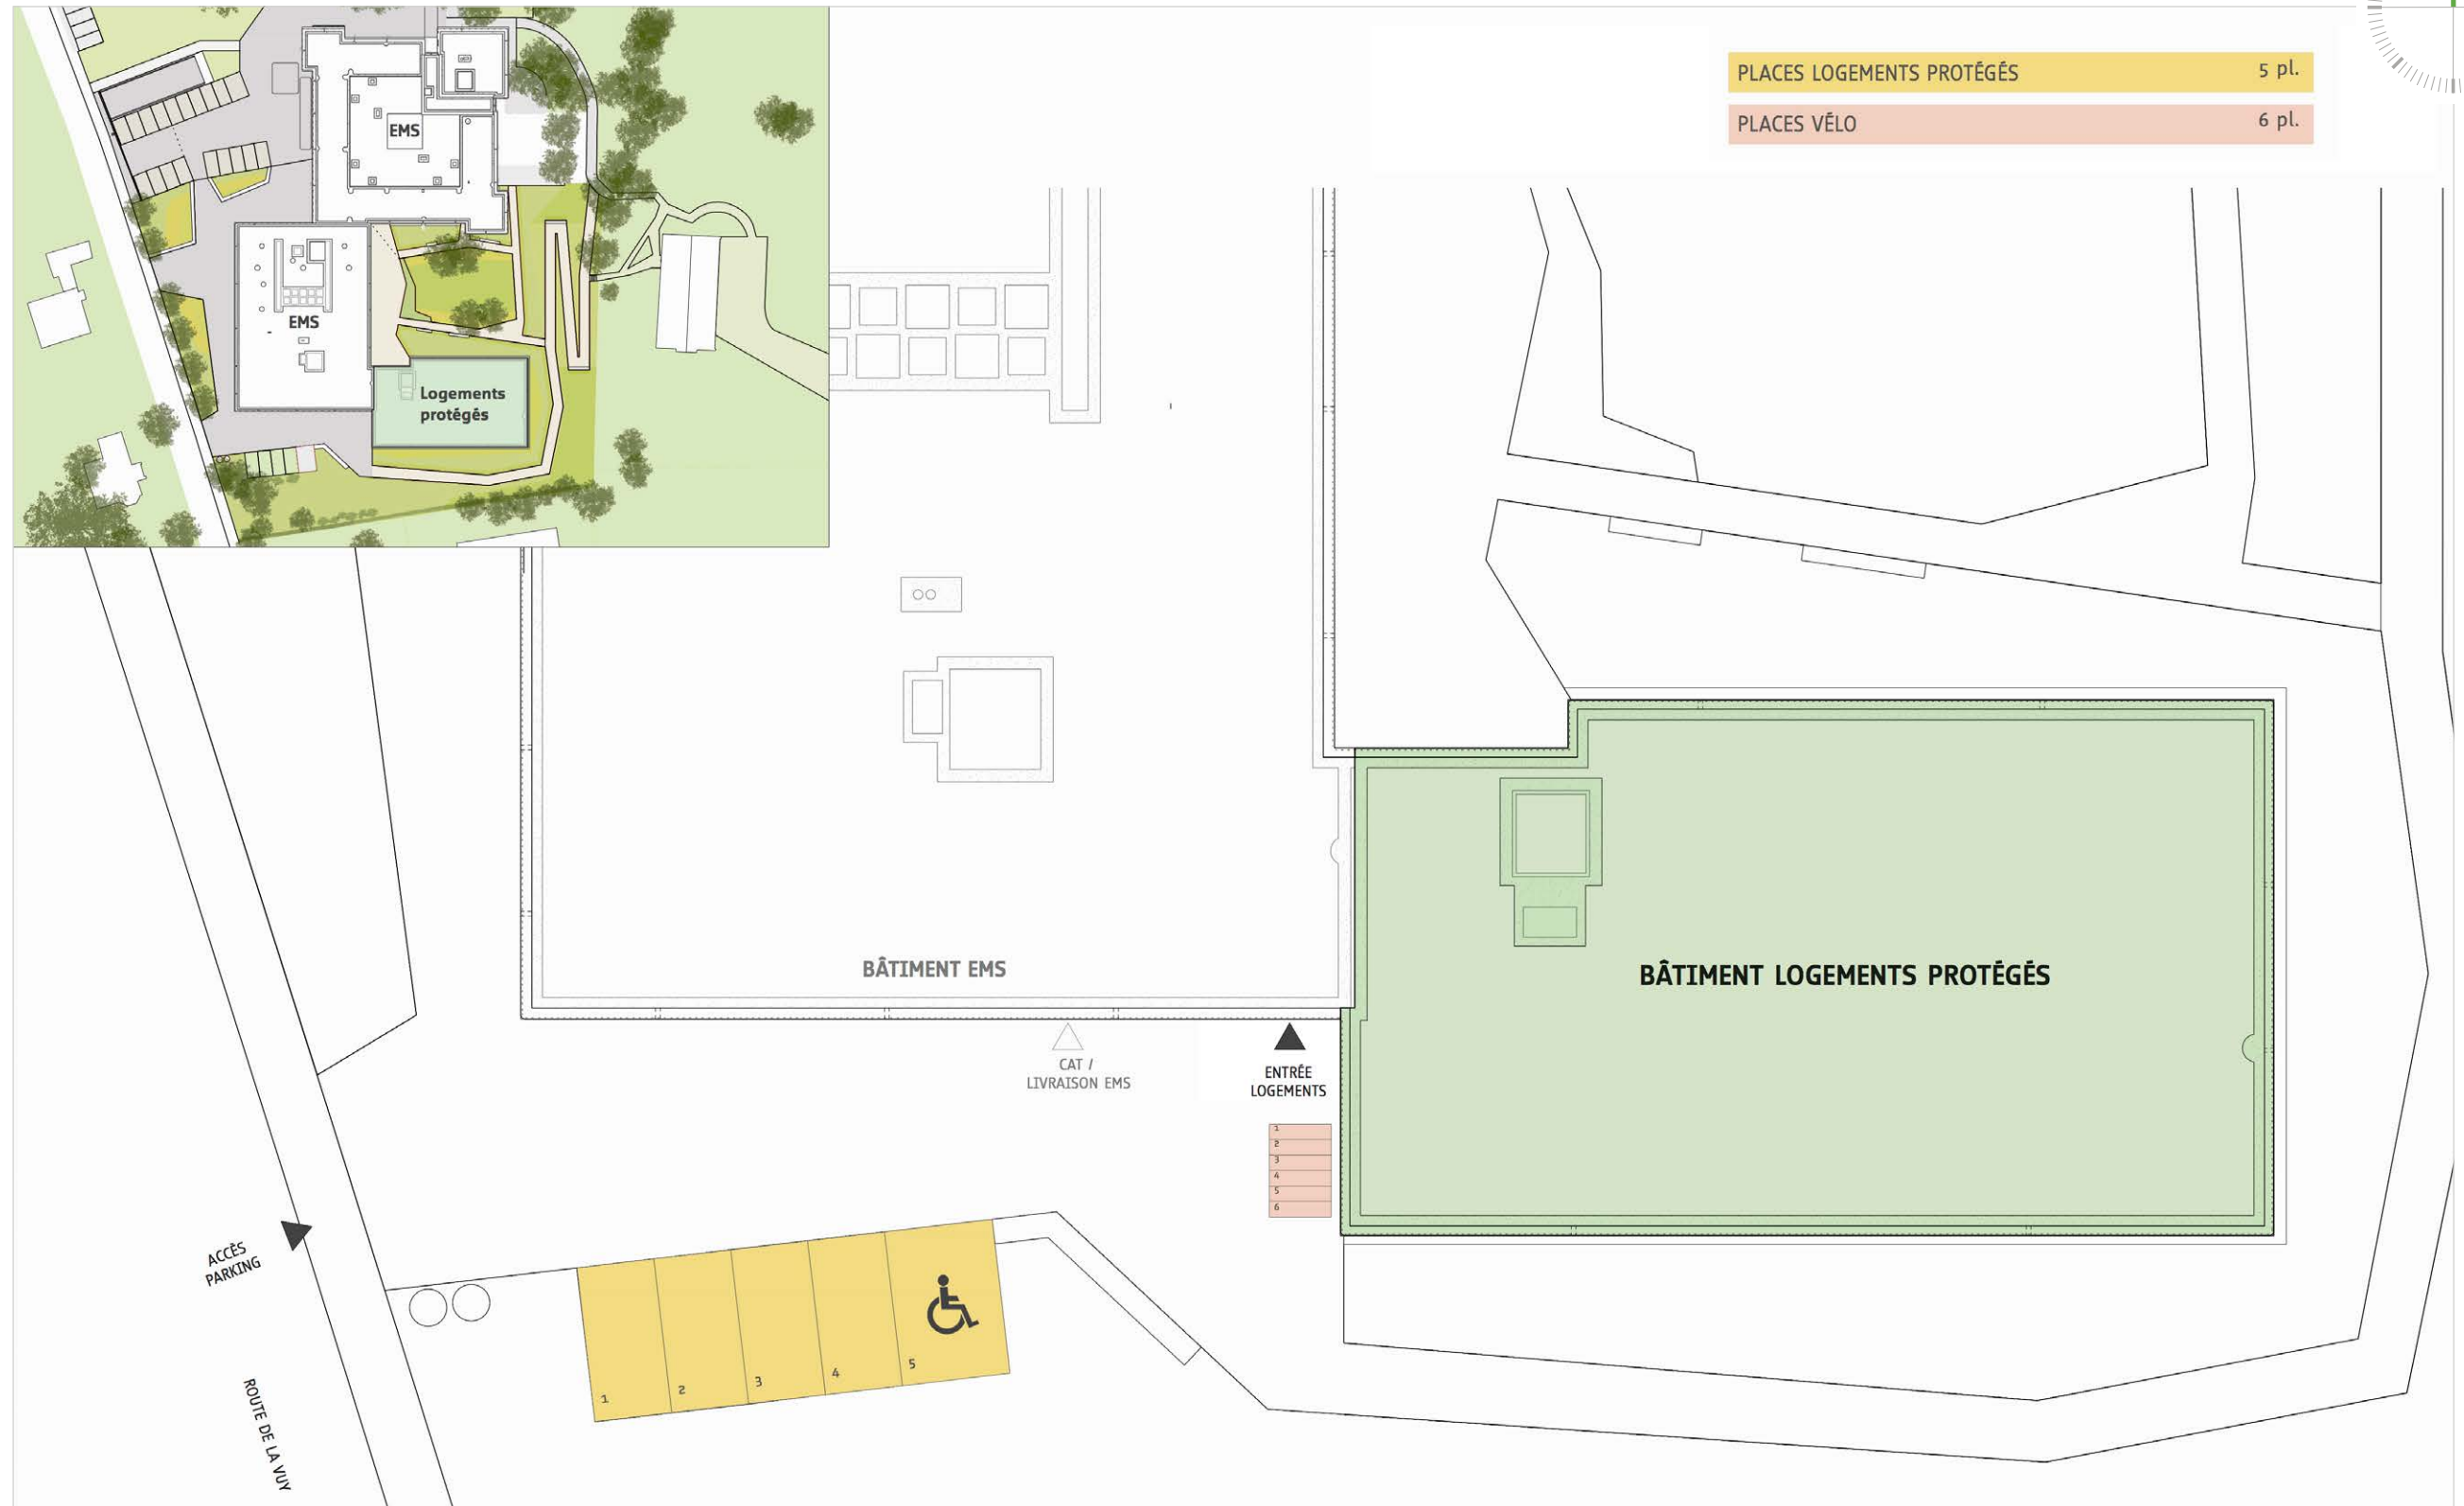 EMS
EMS
Logements
protégés
PLACES LOGEMENTS PROTÉGÉS 5 pl.
PLACES VÉLO 6 pl.
BÂTIMENT EMS
BÂTIMENT LOGEMENTS PROTÉGÉS
CAT /
LIVRAISON EMS
ENTRÉE
LOGEMENTS
1
2
3
4
5
6
ACCÈS
PARKING
1
2
3
4
5
ROUTE DE LA VUY